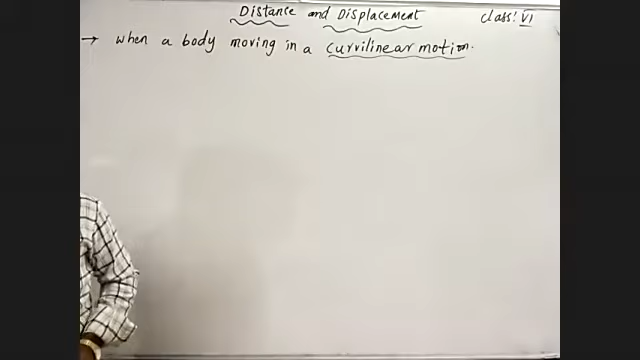 Distance and Displacement
Class: VI
→ when a body moving in a curvilinear motion.